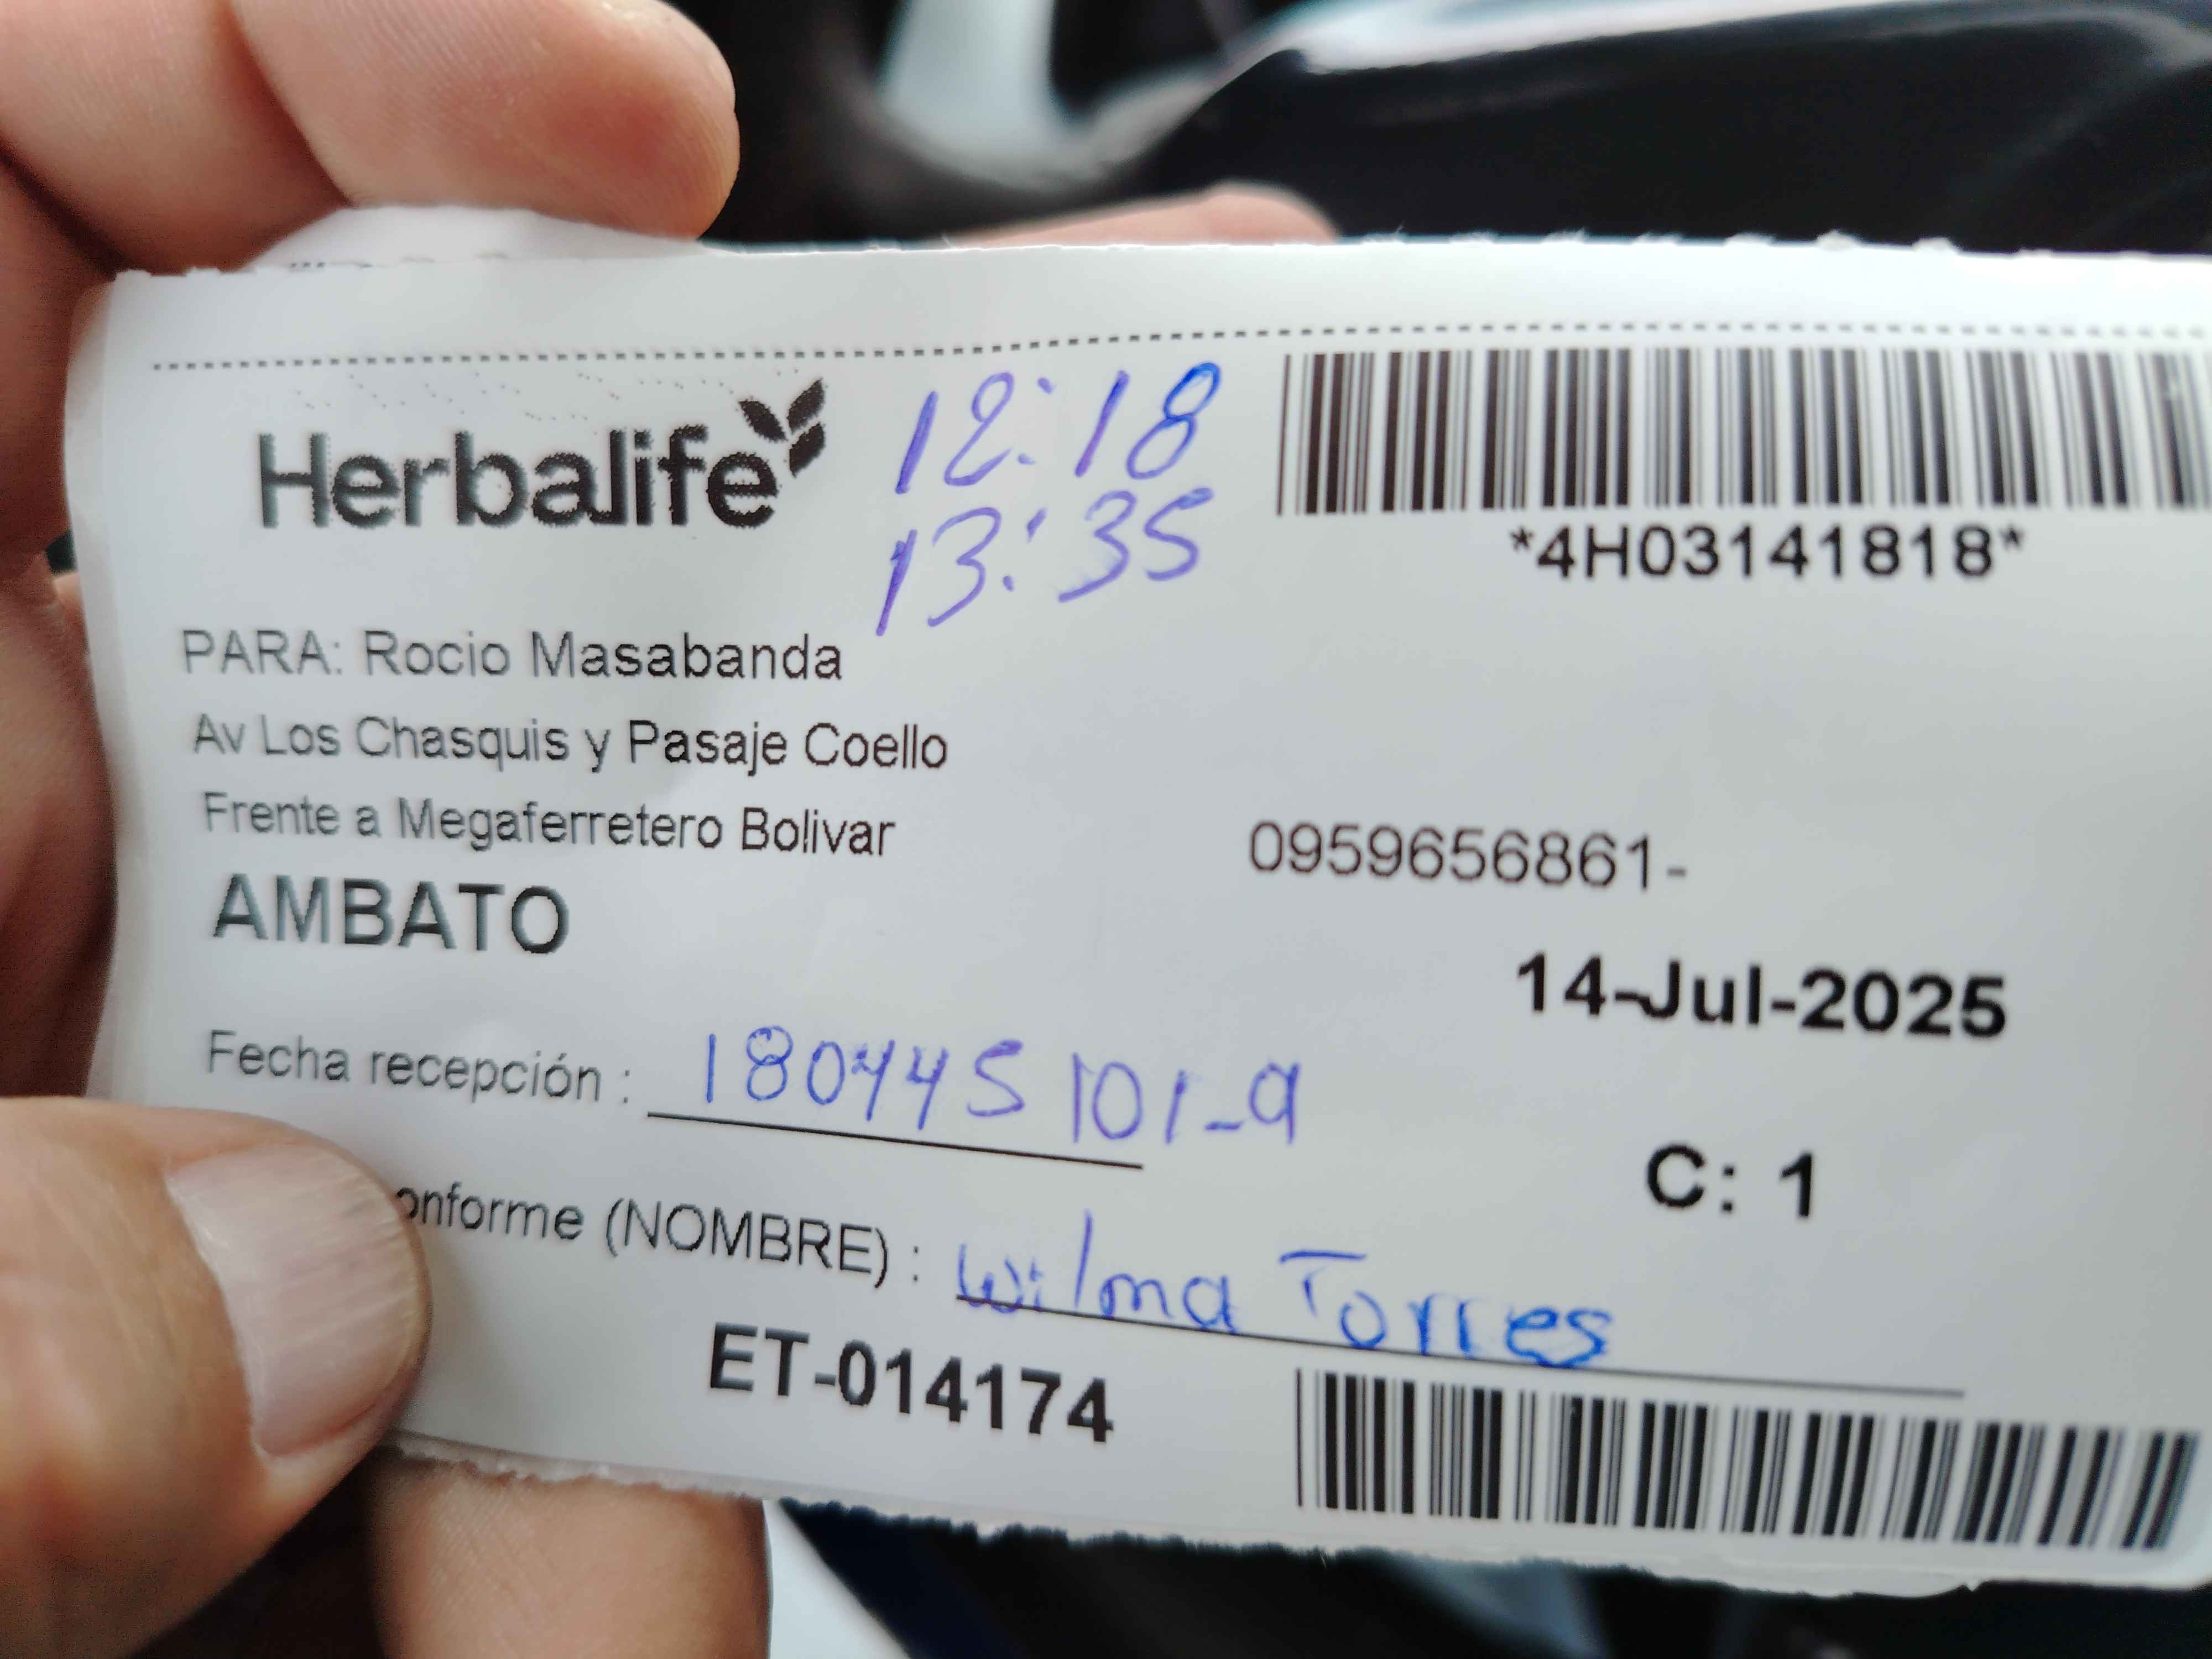 Herbalife
12:18
13:35
*4H03141818*
PARA: Rocio Masabanda
Av Los Chasquis y Pasaje Coello
Frente a Megaferretero Bolivar
0959656861-
AMBATO
14-Jul-2025
Fecha recepción : 180445101-9
C: 1
onforme (NOMBRE) : Wilma Torres
ET-014174